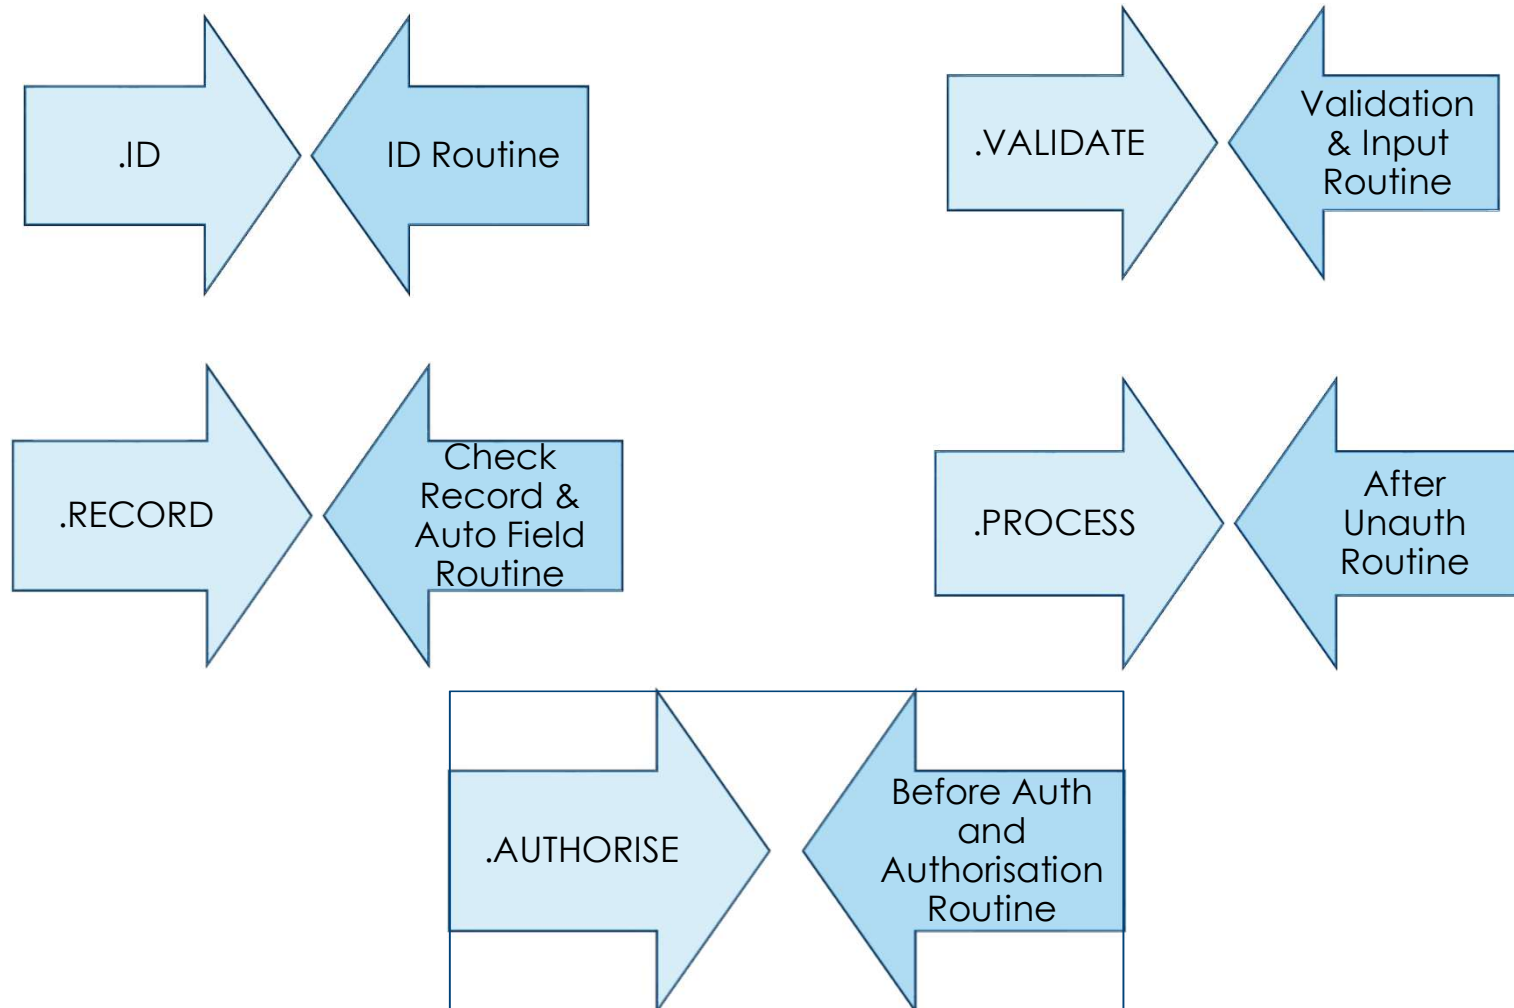 .ID
ID Routine
.VALIDATE
Validation
& Input
Routine
.RECORD
Check
Record &
Auto Field
Routine
.PROCESS
After
Unauth
Routine
.AUTHORISE
Before Auth
and
Authorisation
Routine